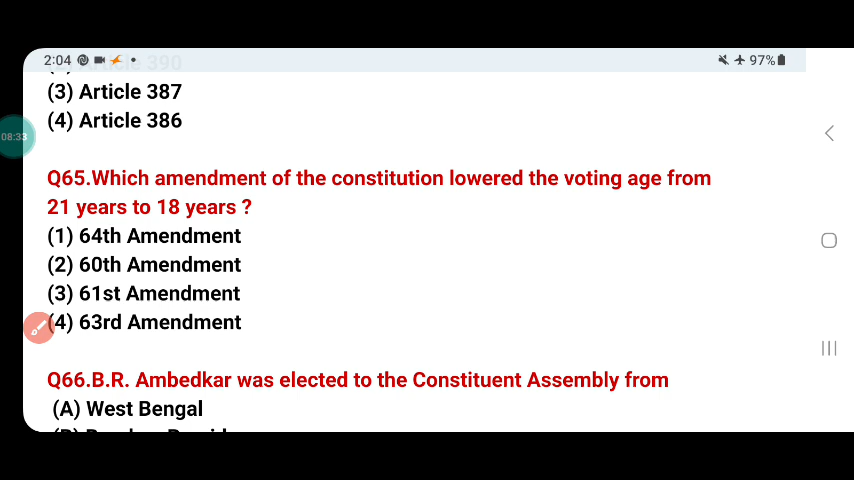 2:04
97%
(3) Article 387
(4) Article 386
08:33
Q65.Which amendment of the constitution lowered the voting age from
21 years to 18 years ?
(1) 64th Amendment
(2) 60th Amendment
(3) 61st Amendment
(4) 63rd Amendment
Q66.B.R. Ambedkar was elected to the Constituent Assembly from
(A) West Bengal